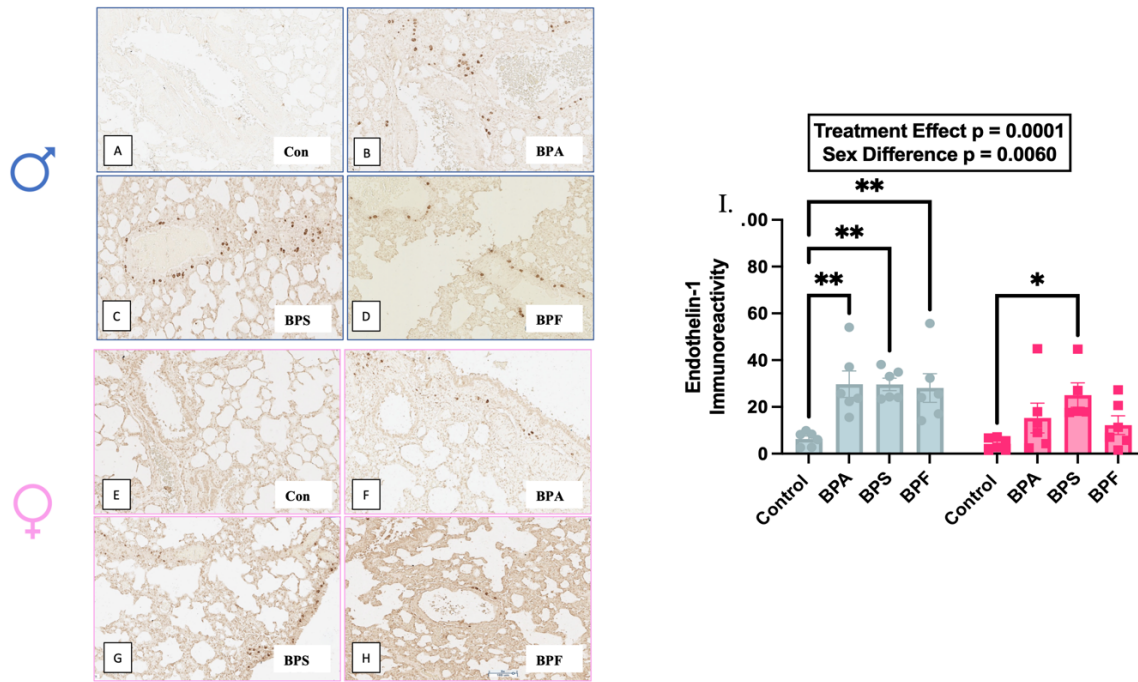 A
Con
B
BPA
C
BPS
D
BPF
E
Con
F
BPA
G
BPS
H
BPF
Treatment Effect p = 0.0001
Sex Difference p = 0.0060
I.
.00
80
60
40
20
0
Endothelin-1
Immunoreactivity
**
**
**
*
Control
BPA
BPS
BPF
Control
BPA
BPS
BPF